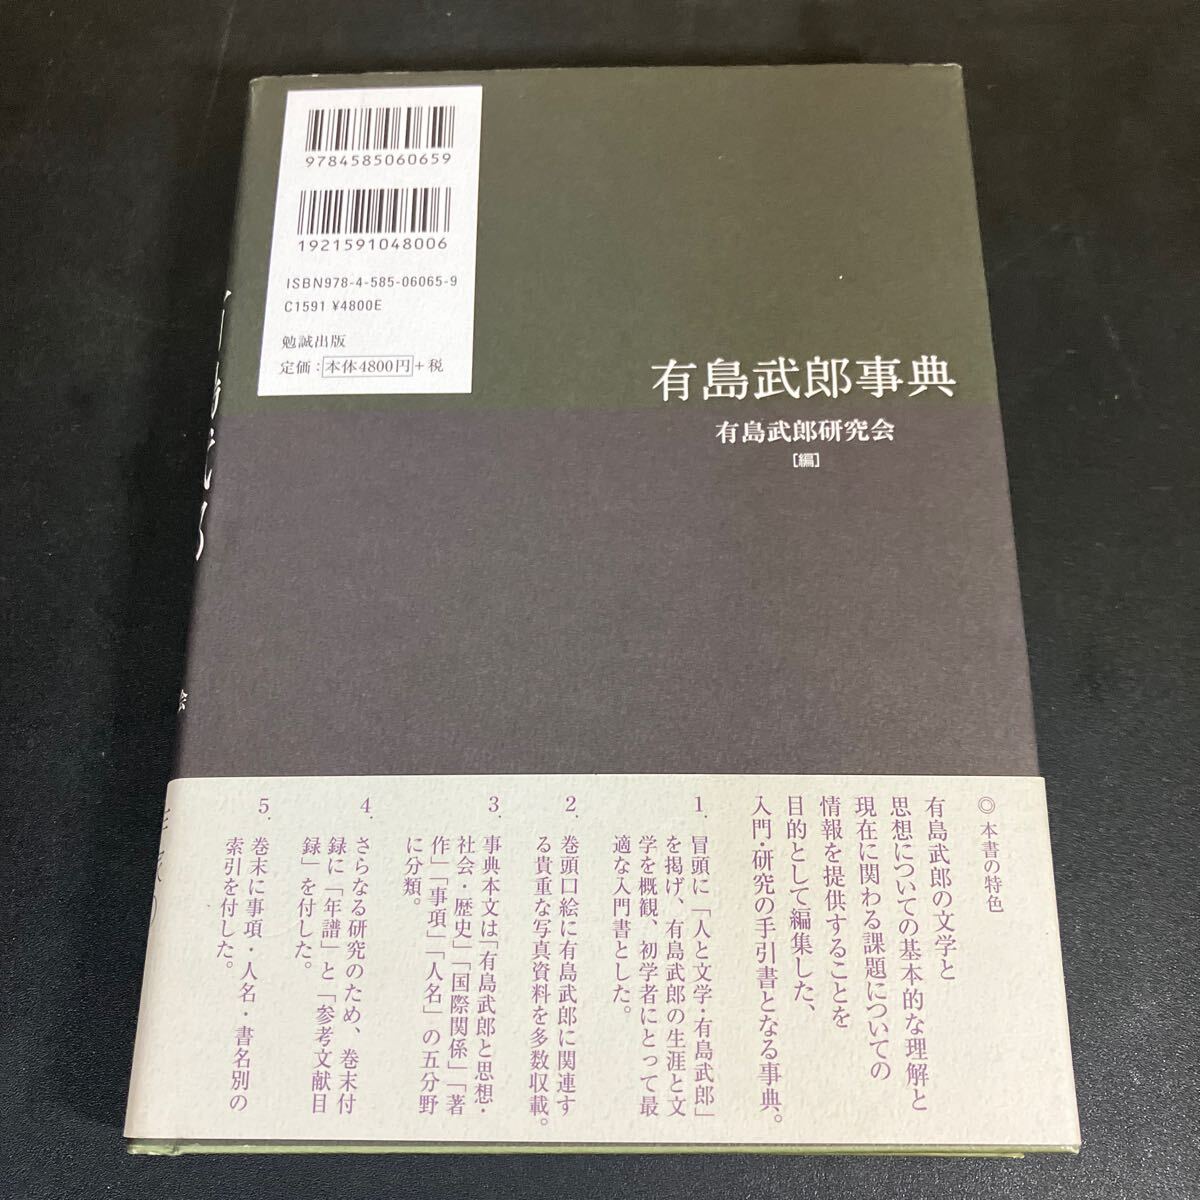 9784585060659
1921591048006
ISBN978-4-585-06065-9
C1591 ¥4800E
勉誠出版
定価：本体4800円+税
有島武郎事典
有島武郎研究会
[編]
◎本書の特色
有島武郎の文学と
思想についての基本的な理解と
現在に関わる課題についての
情報を提供することを
目的として編集した、
入門・研究の手引書となる事典。
1. 冒頭に「人と文学・有島武郎」
を掲げ、有島武郎の生涯と文
学を概観、初学者にとって最
適な入門書とした。
2. 巻頭口絵に有島武郎に関連す
る貴重な写真資料を多数収載。
3. 事典本文は「有島武郎と思想・
社会・歴史」「国際関係」「著
作」「事項」「人名」の五分野
に分類。
4. さらなる研究のため、巻末付
録に「年譜」と「参考文献目
録」を付した。
5. 巻末に事項・人名・書名別の
索引を付した。